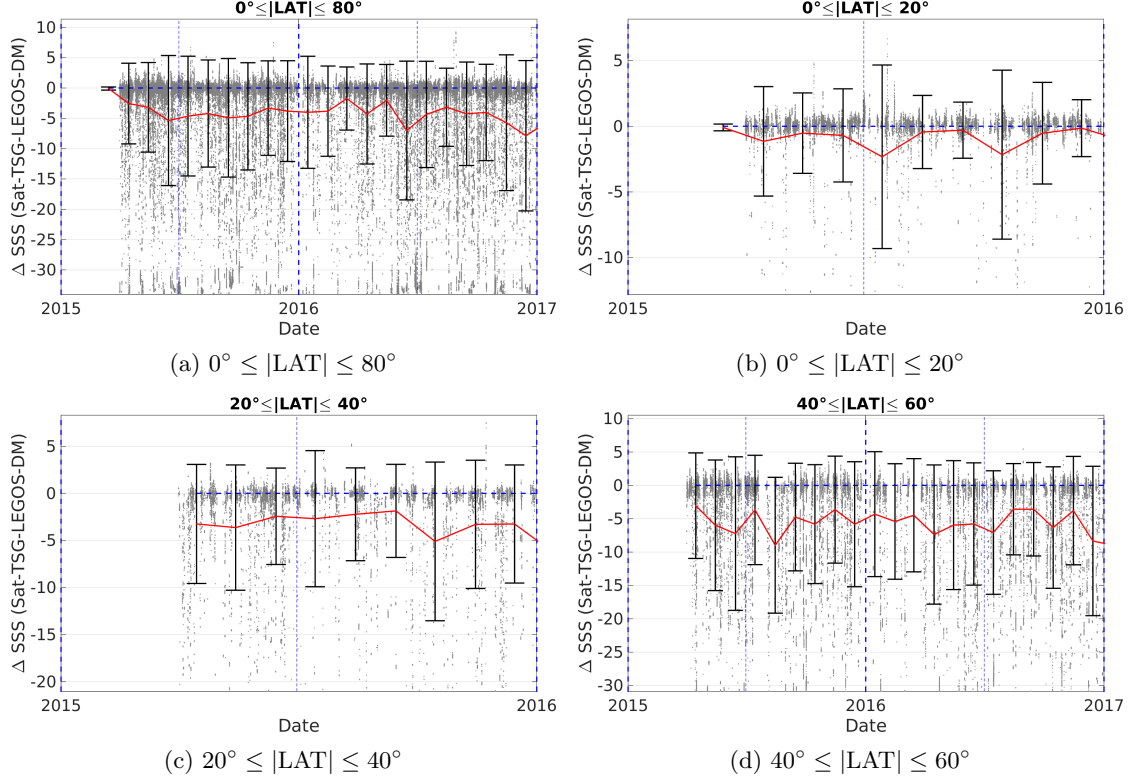 0°≤|LAT|≤ 80°
Δ SSS (Sat-TSG-LEGOS-DM)
10
5
0
-5
-10
-15
-20
-25
-30
2015
2016
2017
Date
(a) 0° ≤ |LAT| ≤ 80°
0°≤|LAT|≤ 20°
Δ SSS (Sat-TSG-LEGOS-DM)
5
0
-5
-10
2015
2016
Date
(b) 0° ≤ |LAT| ≤ 20°
20°≤|LAT|≤ 40°
Δ SSS (Sat-TSG-LEGOS-DM)
5
0
-5
-10
-15
-20
2015
2016
Date
(c) 20° ≤ |LAT| ≤ 40°
40°≤|LAT|≤ 60°
Δ SSS (Sat-TSG-LEGOS-DM)
10
5
0
-5
-10
-15
-20
-25
-30
2015
2016
2017
Date
(d) 40° ≤ |LAT| ≤ 60°